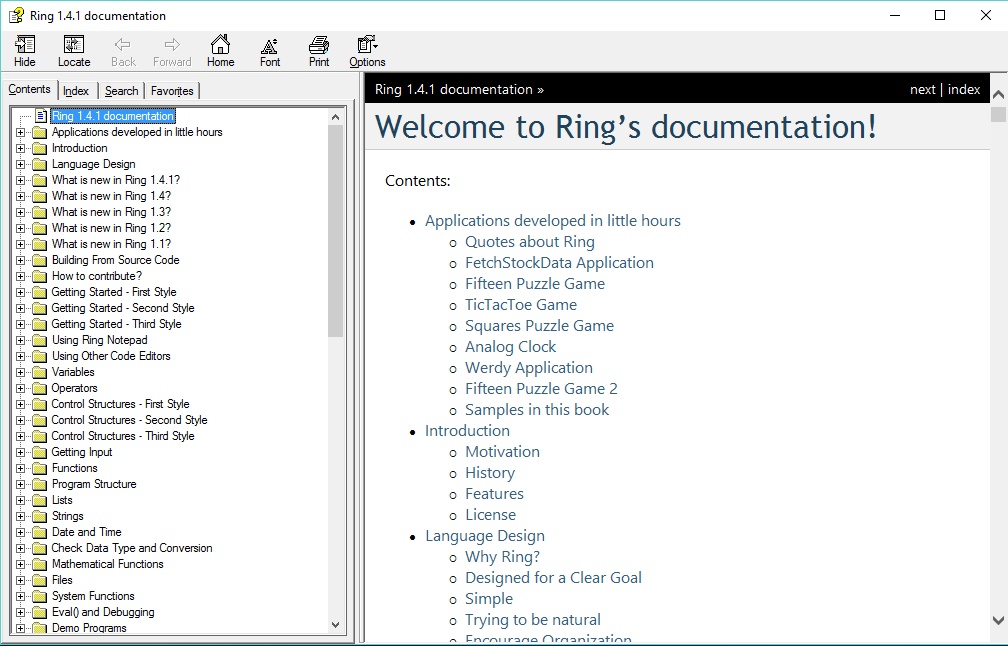 Ring 1.4.1 documentation
Hide Locate Back Forward Home Font Print Options
Contents Index Search Favorites
Ring 1.4.1 documentation
Applications developed in little hours
Introduction
Language Design
What is new in Ring 1.4.1?
What is new in Ring 1.4?
What is new in Ring 1.3?
What is new in Ring 1.2?
What is new in Ring 1.1?
Building From Source Code
How to contribute?
Getting Started - First Style
Getting Started - Second Style
Getting Started - Third Style
Using Ring Notepad
Using Other Code Editors
Variables
Operators
Control Structures - First Style
Control Structures - Second Style
Control Structures - Third Style
Getting Input
Functions
Program Structure
Lists
Strings
Date and Time
Check Data Type and Conversion
Mathematical Functions
Files
System Functions
Eval() and Debugging
Demo Programs
Ring 1.4.1 documentation » next | index
Welcome to Ring’s documentation!
Contents:
Applications developed in little hours
Quotes about Ring
FetchStockData Application
Fifteen Puzzle Game
TicTacToe Game
Squares Puzzle Game
Analog Clock
Werdy Application
Fifteen Puzzle Game 2
Samples in this book
Introduction
Motivation
History
Features
License
Language Design
Why Ring?
Designed for a Clear Goal
Simple
Trying to be natural
Encourage Organization